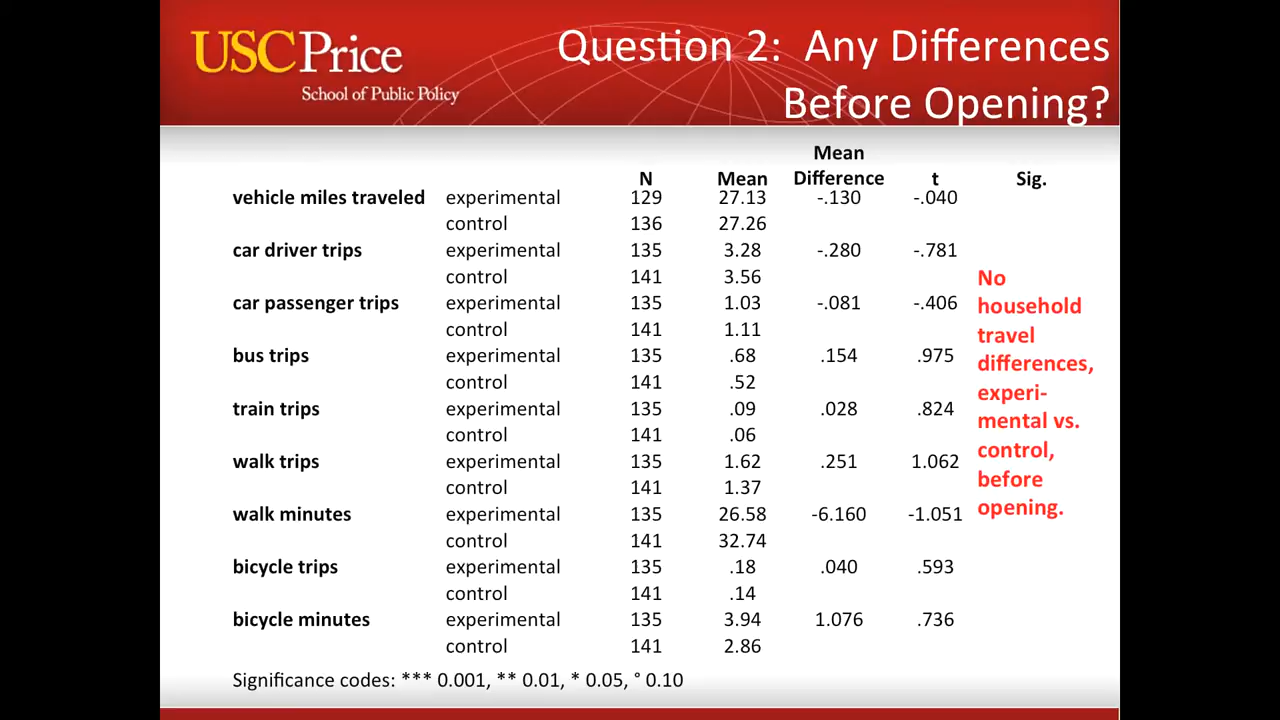 USCPrice
School of Public Policy
Question 2: Any Differences
Before Opening?
N Mean Mean Difference t Sig.
vehicle miles traveled experimental 129 27.13 -.130 -.040
control 136 27.26
car driver trips experimental 135 3.28 -.280 -.781
control 141 3.56
car passenger trips experimental 135 1.03 -.081 -.406
control 141 1.11
bus trips experimental 135 .68 .154 .975
control 141 .52
train trips experimental 135 .09 .028 .824
control 141 .06
walk trips experimental 135 1.62 .251 1.062
control 141 1.37
walk minutes experimental 135 26.58 -6.160 -1.051
control 141 32.74
bicycle trips experimental 135 .18 .040 .593
control 141 .14
bicycle minutes experimental 135 3.94 1.076 .736
control 141 2.86
No
household
travel
differences,
experi-
mental vs.
control,
before
opening.
Significance codes: *** 0.001, ** 0.01, * 0.05, ° 0.10